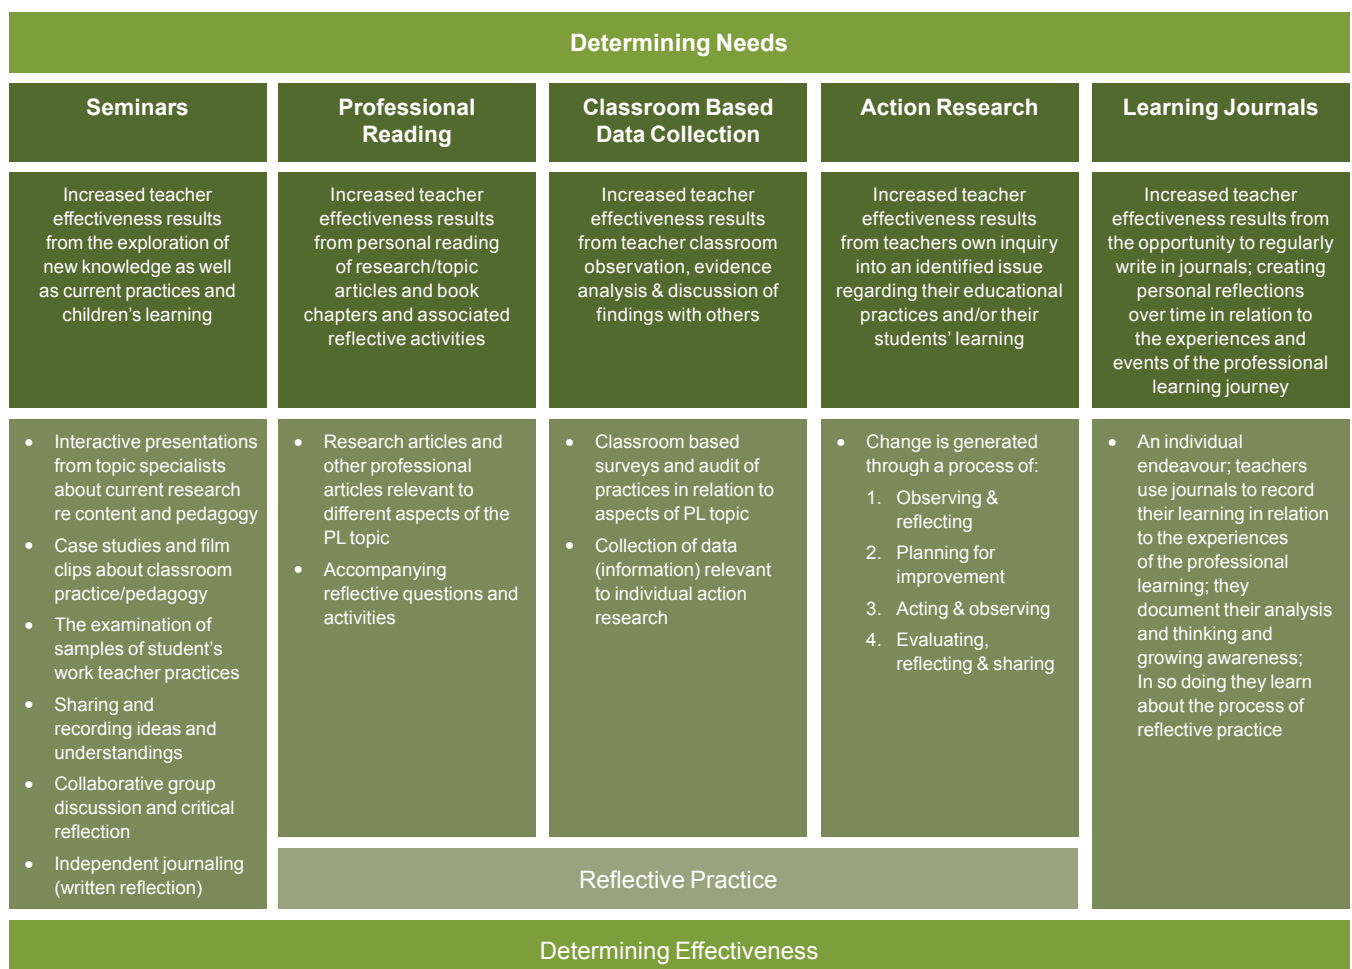 Determining Needs
Seminars
Professional
Reading
Classroom Based
Data Collection
Action Research
Learning Journals
Increased teacher
effectiveness results
from the exploration of
new knowledge as well
as current practices and
children’s learning
Increased teacher
effectiveness results
from personal reading
of research/topic
articles and book
chapters and associated
reflective activities
Increased teacher
effectiveness results
from teacher classroom
observation, evidence
analysis & discussion of
findings with others
Increased teacher
effectiveness results
from teachers own inquiry
into an identified issue
regarding their educational
practices and/or their
students’ learning
Increased teacher
effectiveness results from
the opportunity to regularly
write in journals; creating
personal reflections
over time in relation to
the experiences and
events of the professional
learning journey
• Interactive presentations
from topic specialists
about current research
re content and pedagogy
• Case studies and film
clips about classroom
practice/pedagogy
• The examination of
samples of student’s
work teacher practices
• Sharing and
recording ideas and
understandings
• Collaborative group
discussion and critical
reflection
• Independent journaling
(written reflection)
• Research articles and
other professional
articles relevant to
different aspects of the
PL topic
• Accompanying
reflective questions and
activities
• Classroom based
surveys and audit of
practices in relation to
aspects of PL topic
• Collection of data
(information) relevant
to individual action
research
• Change is generated
through a process of:
1. Observing &
reflecting
2. Planning for
improvement
3. Acting & observing
4. Evaluating,
reflecting & sharing
• An individual
endeavour; teachers
use journals to record
their learning in relation
to the experiences
of the professional
learning; they
document their analysis
and thinking and
growing awareness;
In so doing they learn
about the process of
reflective practice
Reflective Practice
Determining Effectiveness